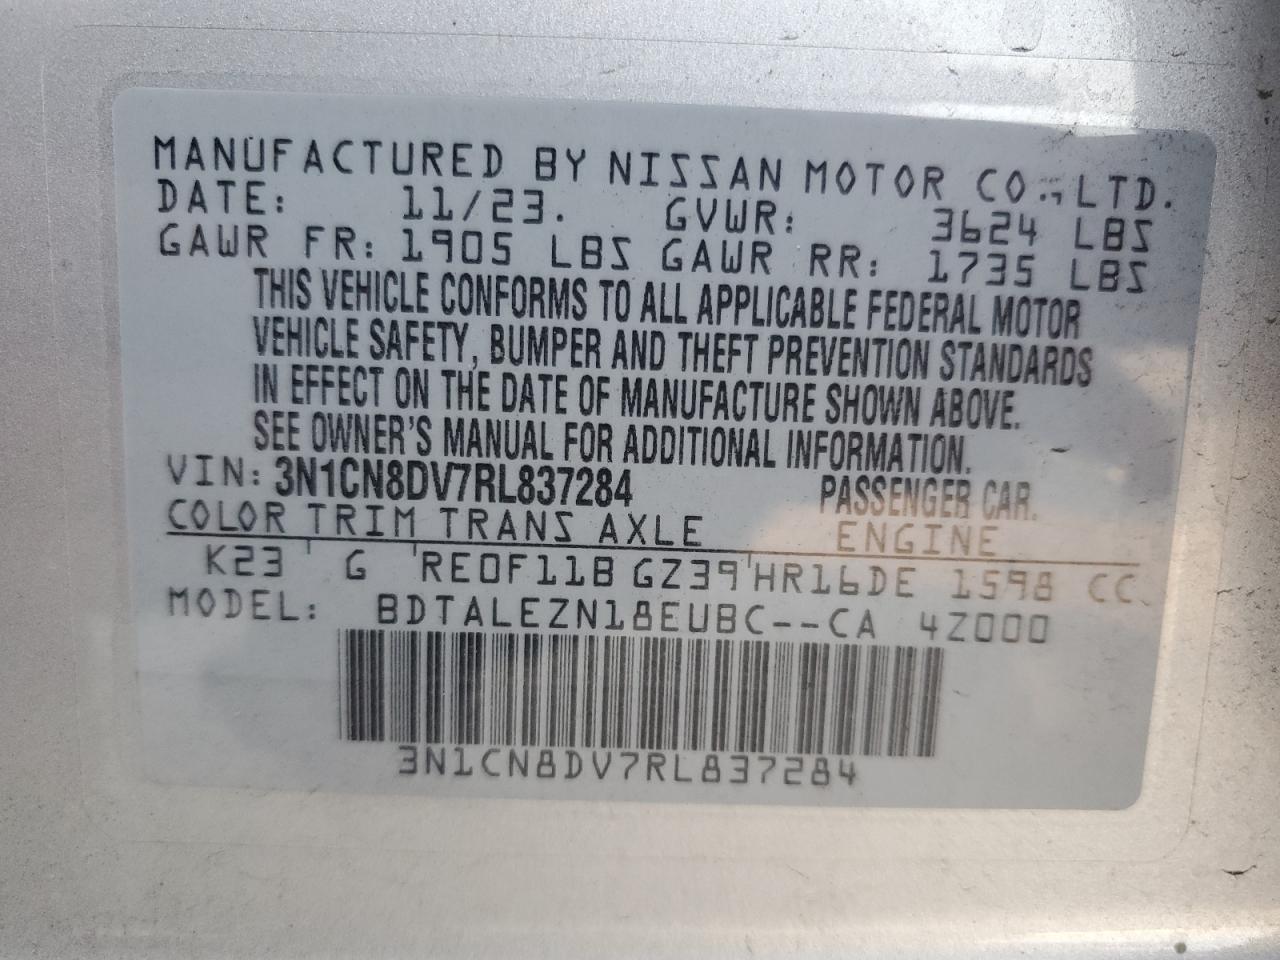 MANUFACTURED BY NISSAN MOTOR CO.,LTD.
DATE: 11/23. GVWR: 3624 LBS
GAWR FR: 1905 LBS GAWR RR: 1735 LBS
THIS VEHICLE CONFORMS TO ALL APPLICABLE FEDERAL MOTOR
VEHICLE SAFETY, BUMPER AND THEFT PREVENTION STANDARDS
IN EFFECT ON THE DATE OF MANUFACTURE SHOWN ABOVE.
SEE OWNER'S MANUAL FOR ADDITIONAL INFORMATION.
VIN: 3N1CN8DV7RL837284 PASSENGER CAR.
COLOR TRIM TRANS AXLE ENGINE
K23 ' G ' RE0F11B GZ39'HR16DE 1598 CC.
MODEL: BDTALEZN18EUBC--CA 4Z000
3N1CN8DV7RL837284